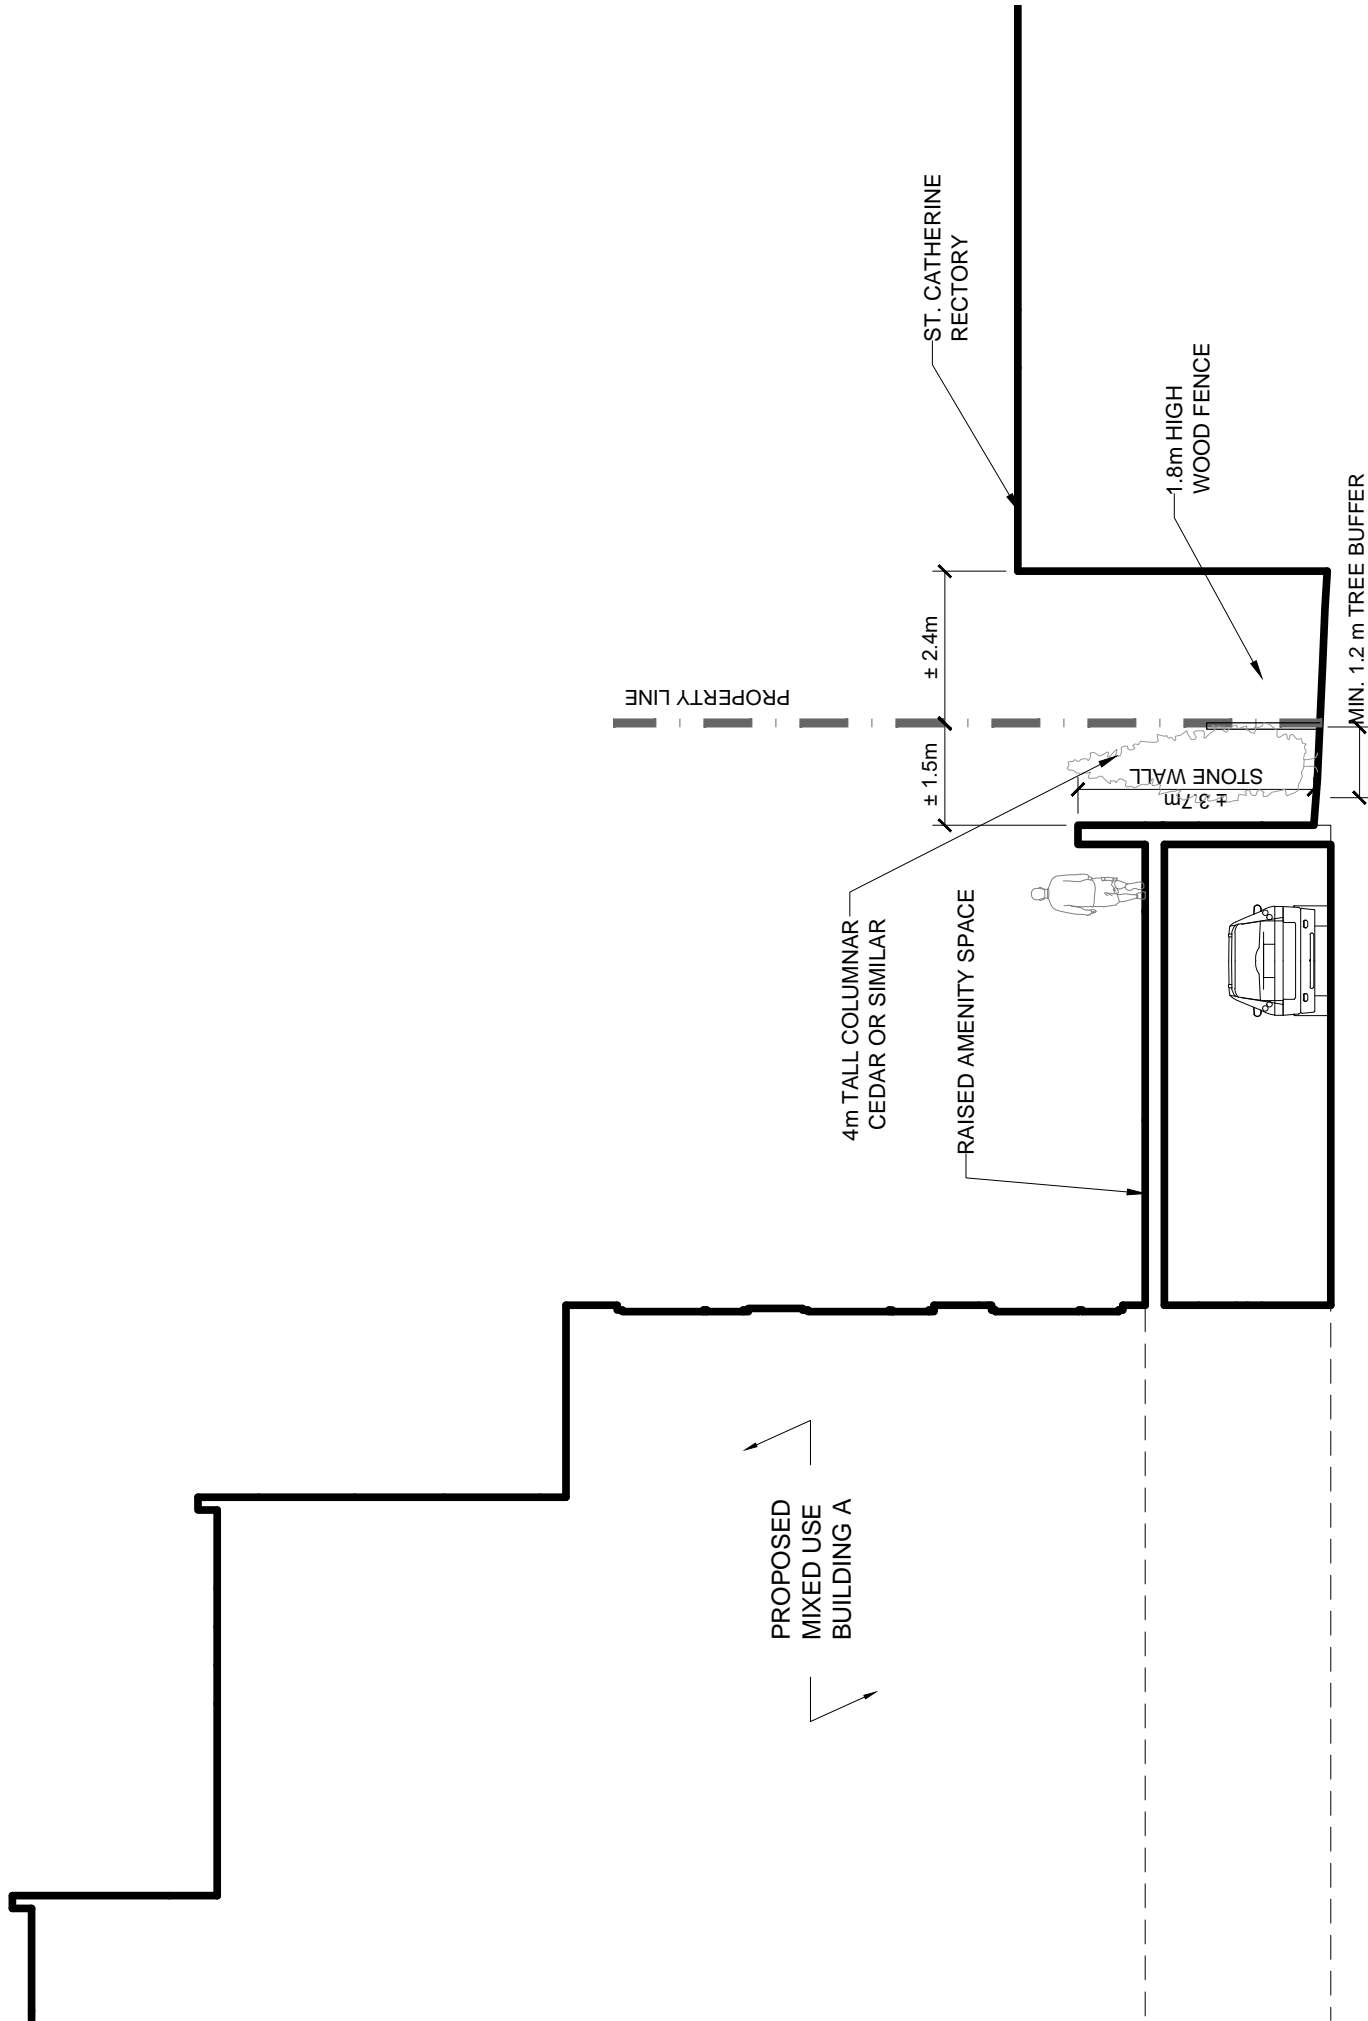 PROPERTY LINE
ST. CATHERINE
RECTORY
± 1.5m
± 2.4m
4m TALL COLUMNAR
CEDAR OR SIMILAR
RAISED AMENITY SPACE
STONE WALL
± 3.7m
1.8m HIGH
WOOD FENCE
MIN. 1.2 m TREE BUFFER
PROPOSED
MIXED USE
BUILDING A